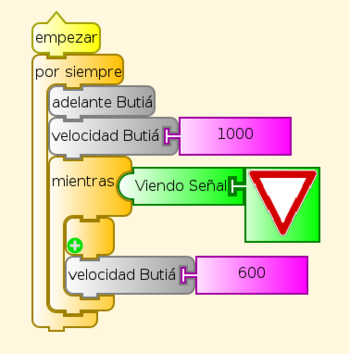 empezar
por siempre
adelante Butiá
velocidad Butiá 1000
mientras Viendo Señal
velocidad Butiá 600